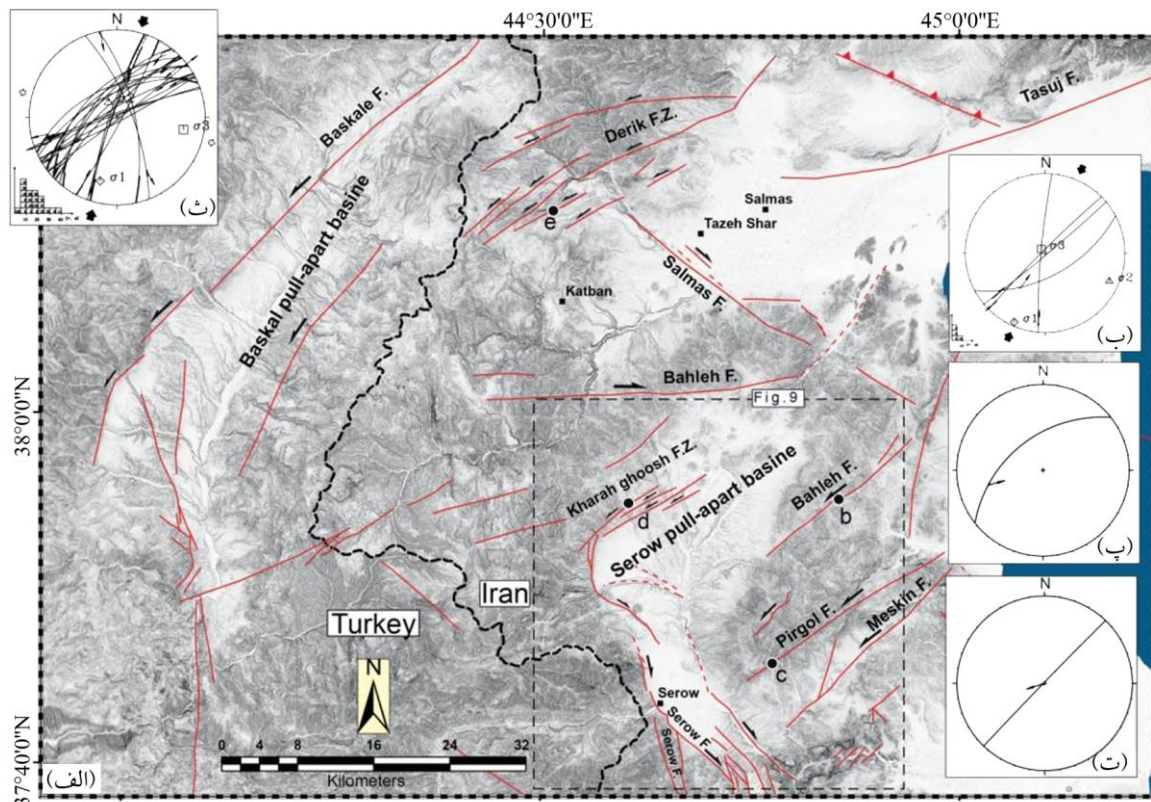 44°30'0"E
45°0'0"E
N
σ3
σ1
(ث)
Baskale F.
Derik F.Z.
Tasuj F.
Baskal pull-apart basine
e
Salmas
Tazeh Shar
Salmas F.
Katban
N
σ3
σ2
σ1
(ب)
Bahleh F.
38°0'0"N
Fig.9
Kharah ghoosh F.Z.
d
Serow pull-apart basine
Bahleh F.
b
N
(پ)
Iran
Turkey
Pirgol F.
Meskin F.
c
N
(ت)
N
Serow
Serow F.
Serow F.
0 2 4 8 16 24 32
Kilometers
37°40'0"N
(الف)